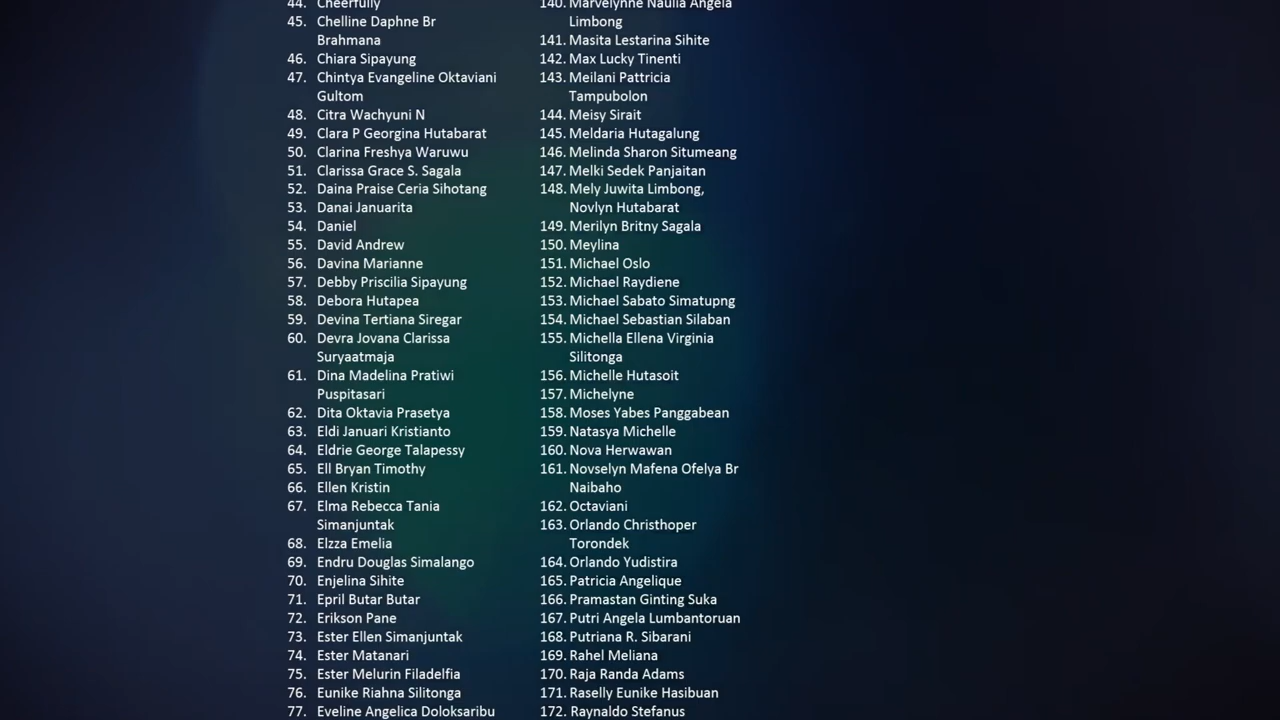 44. Cheerfully
45. Chelline Daphne Br
Brahmana
46. Chiara Sipayung
47. Chintya Evangeline Oktaviani
Gultom
48. Citra Wachyuni N
49. Clara P Georgina Hutabarat
50. Clarina Freshya Waruwu
51. Clarissa Grace S. Sagala
52. Daina Praise Ceria Sihotang
53. Danai Januarita
54. Daniel
55. David Andrew
56. Davina Marianne
57. Debby Priscilia Sipayung
58. Debora Hutapea
59. Devina Tertiana Siregar
60. Devra Jovana Clarissa
Suryaatmaja
61. Dina Madelina Pratiwi
Puspitasari
62. Dita Oktavia Prasetya
63. Eldi Januari Kristianto
64. Eldrie George Talapessy
65. Ell Bryan Timothy
66. Ellen Kristin
67. Elma Rebecca Tania
Simanjuntak
68. Elzza Emelia
69. Endru Douglas Simalango
70. Enjelina Sihite
71. Epril Butar Butar
72. Erikson Pane
73. Ester Ellen Simanjuntak
74. Ester Matanari
75. Ester Melurin Filadelfia
76. Eunike Riahna Silitonga
77. Eveline Angelica Doloksaribu
140. Marvelynne Naulia Angela
Limbong
141. Masita Lestarina Sihite
142. Max Lucky Tinenti
143. Meilani Pattricia
Tampubolon
144. Meisy Sirait
145. Meldaria Hutagalung
146. Melinda Sharon Situmeang
147. Melki Sedek Panjaitan
148. Mely Juwita Limbong,
Novlyn Hutabarat
149. Merilyn Britny Sagala
150. Meylina
151. Michael Oslo
152. Michael Raydiene
153. Michael Sabato Simatupng
154. Michael Sebastian Silaban
155. Michella Ellena Virginia
Silitonga
156. Michelle Hutasoit
157. Michelyne
158. Moses Yabes Panggabean
159. Natasya Michelle
160. Nova Herwawan
161. Novselyn Mafena Ofelya Br
Naibaho
162. Octaviani
163. Orlando Christhoper
Torondek
164. Orlando Yudistira
165. Patricia Angelique
166. Pramastan Ginting Suka
167. Putri Angela Lumbantoruan
168. Putriana R. Sibarani
169. Rahel Meliana
170. Raja Randa Adams
171. Raselly Eunike Hasibuan
172. Raynaldo Stefanus